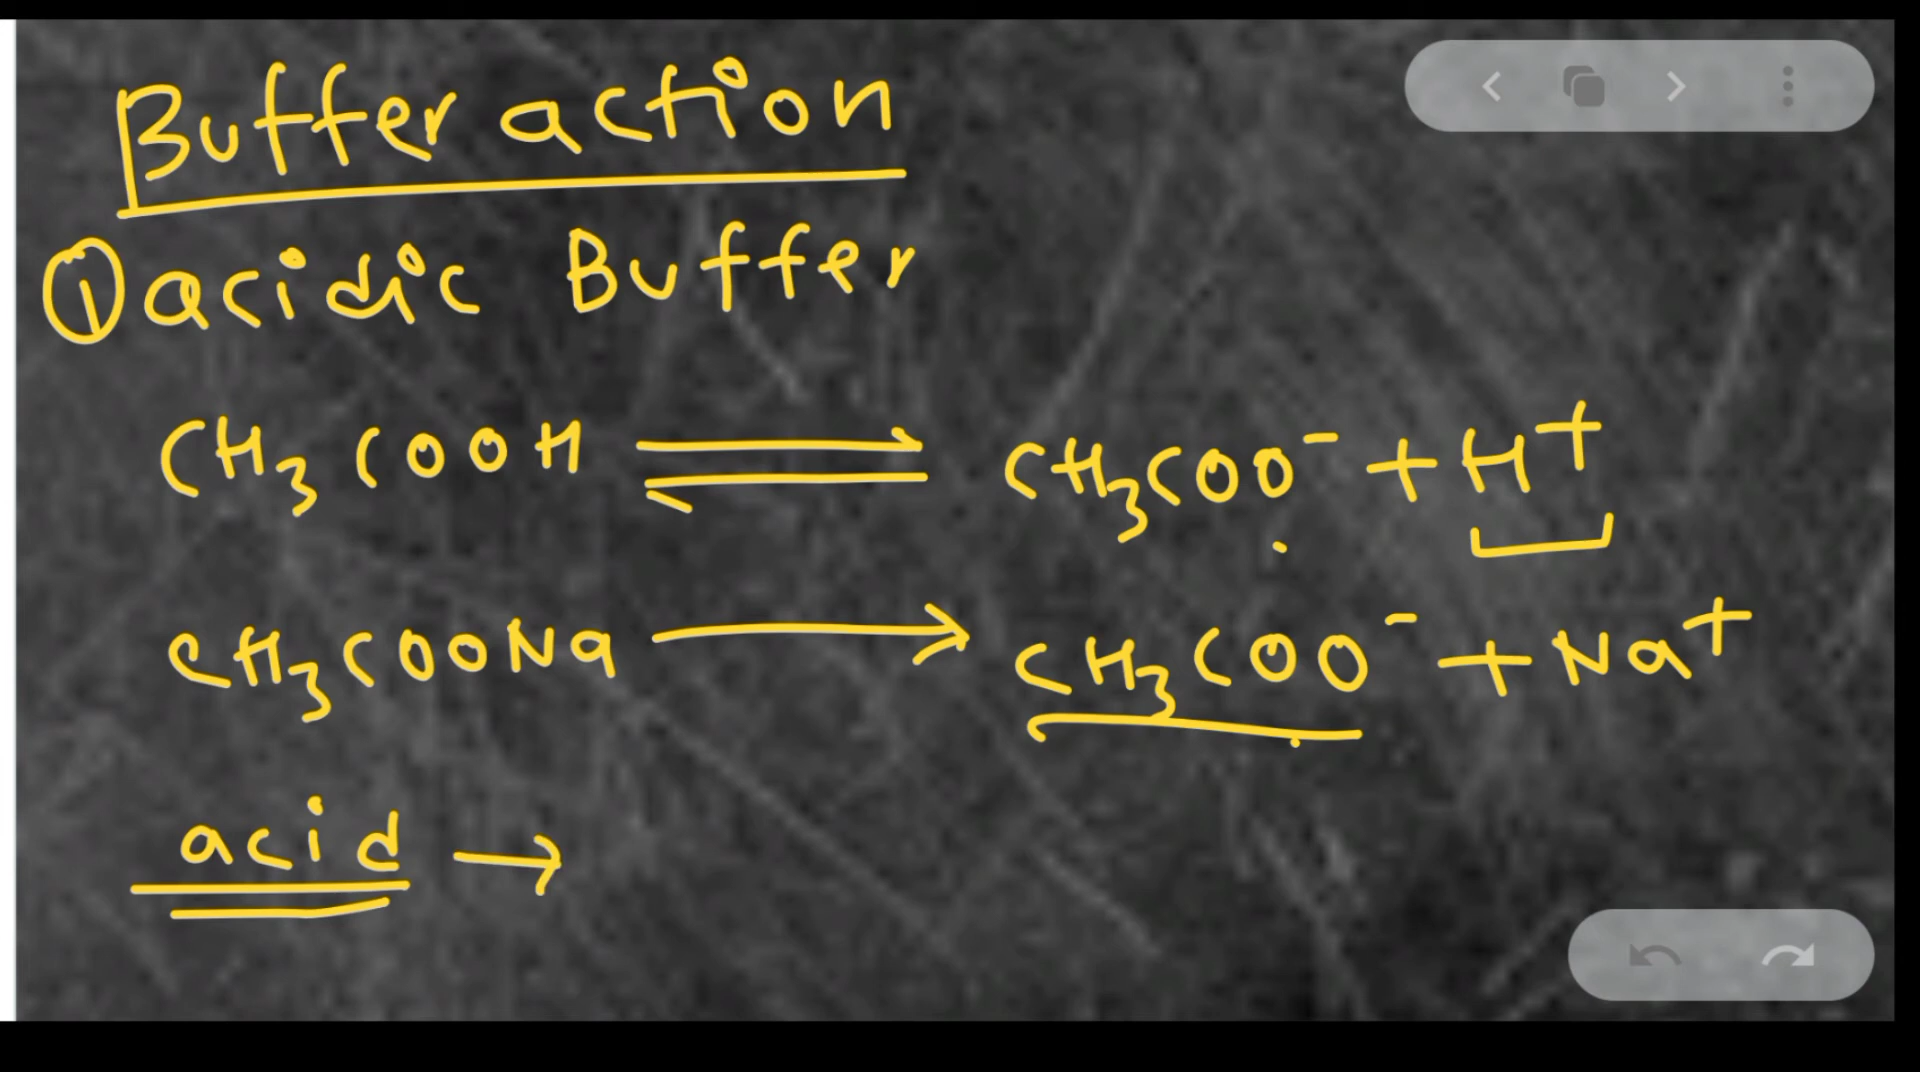 Buffer action
① acidic Buffer
CH₃COOH ⇌ CH₃COO⁻ + H⁺
CH₃COONa → CH₃COO⁻ + Na⁺
acid →